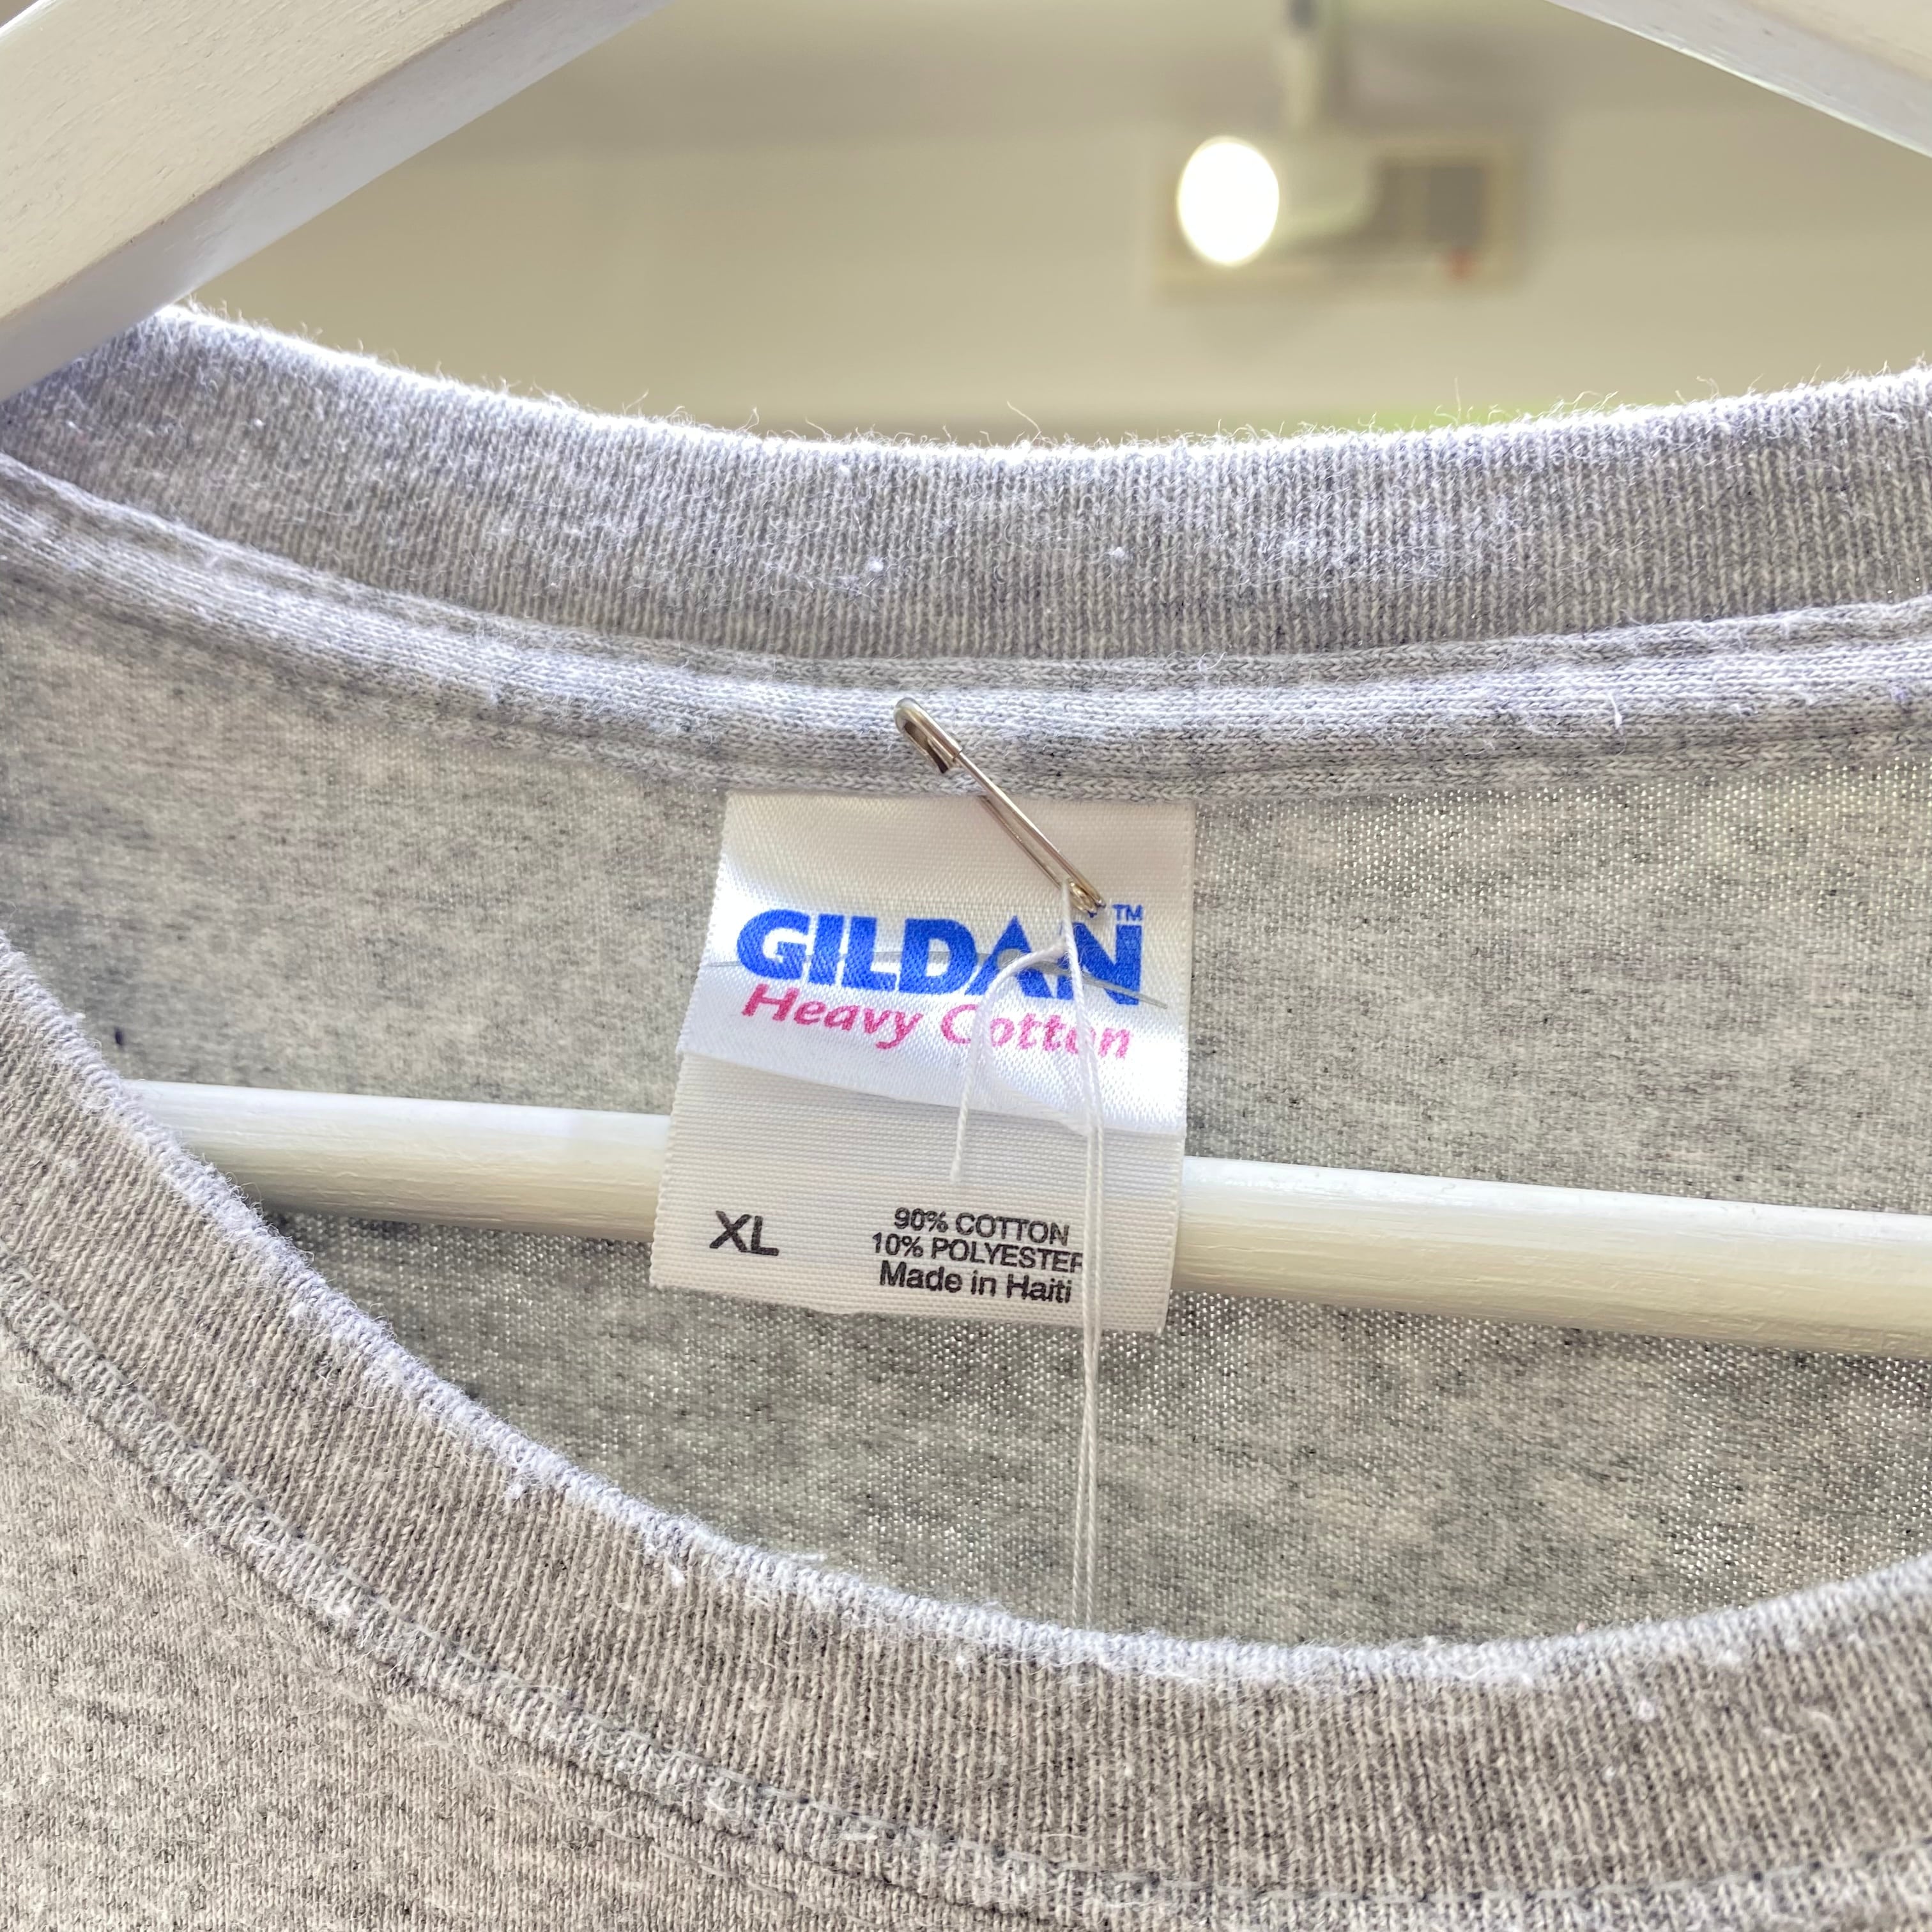 GILDAN™
Heavy Cotton
XL
90% COTTON
10% POLYESTER
Made in Haiti